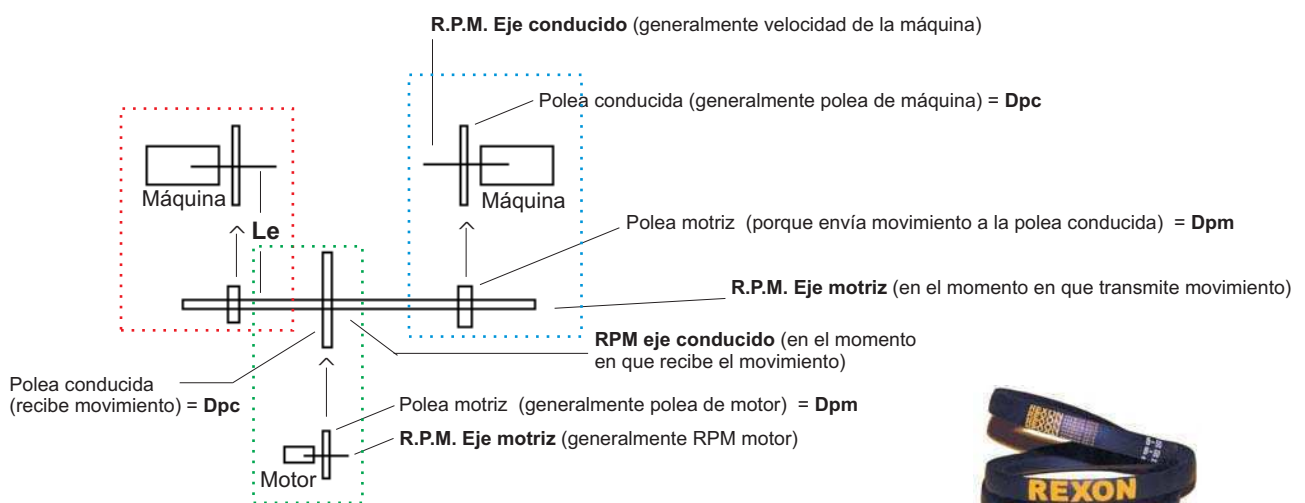 R.P.M. Eje conducido (generalmente velocidad de la máquina)
Polea conducida (generalmente polea de máquina) = Dpc
Máquina
Máquina
Le
Polea motriz (porque envía movimiento a la polea conducida) = Dpm
R.P.M. Eje motriz (en el momento en que transmite movimiento)
RPM eje conducido (en el momento
en que recibe el movimiento)
Polea conducida
(recibe movimiento) = Dpc
Polea motriz (generalmente polea de motor) = Dpm
R.P.M. Eje motriz (generalmente RPM motor)
Motor
REXON